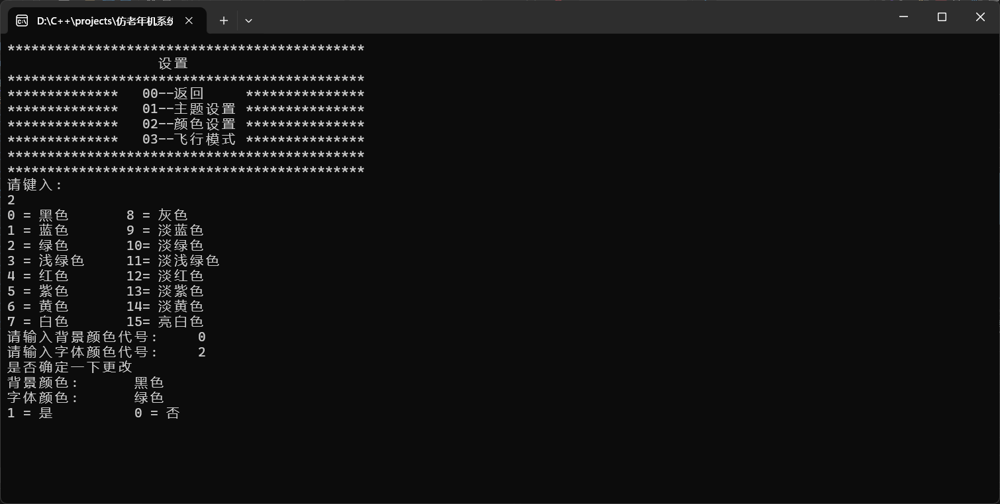 D:\C++\projects\仿老年机系统
*********************************************
设置
*********************************************
************** 00--返回 ***************
************** 01--主题设置 ***************
************** 02--颜色设置 ***************
************** 03--飞行模式 ***************
*********************************************
*********************************************
请键入:
2
0 = 黑色 8 = 灰色
1 = 蓝色 9 = 淡蓝色
2 = 绿色 10= 淡绿色
3 = 浅绿色 11= 淡浅绿色
4 = 红色 12= 淡红色
5 = 紫色 13= 淡紫色
6 = 黄色 14= 淡黄色
7 = 白色 15= 亮白色
请输入背景颜色代号: 0
请输入字体颜色代号: 2
是否确定一下更改
背景颜色: 黑色
字体颜色: 绿色
1 = 是 0 = 否